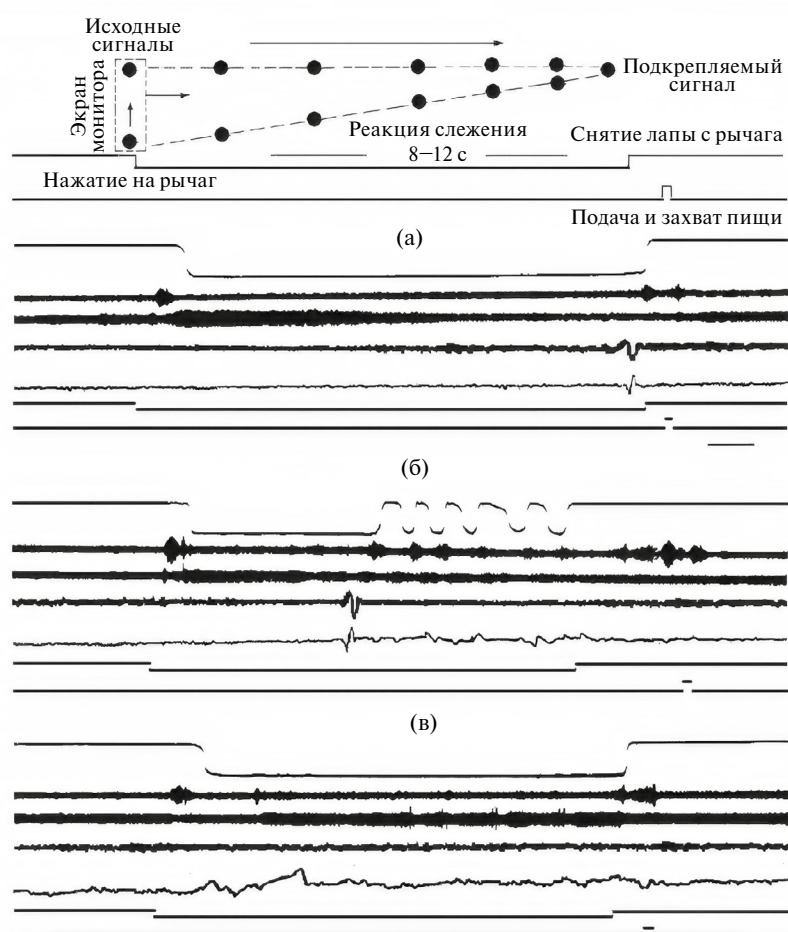 Исходные
сигналы
Экран
монитора
Подкрепляемый
сигнал
Реакция слежения
8–12 с
Снятие лапы с рычага
Нажатие на рычаг
Подача и захват пищи
(а)
(б)
(в)